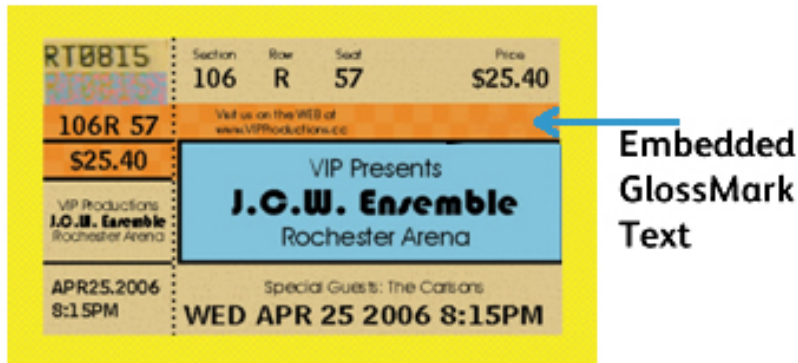 RT0815
106R 57
$25.40
VIP Productions
J.C.W. Ensemble
Rochester Arena
APR25.2006
8:15PM
Section Row Seat Price
106 R 57 $25.40
Visit us on the WEB at
www.VIPProductions.cc
VIP Presents
J.C.W. Ensemble
Rochester Arena
Special Guests: The Carlsons
WED APR 25 2006 8:15PM
Embedded
GlossMark
Text